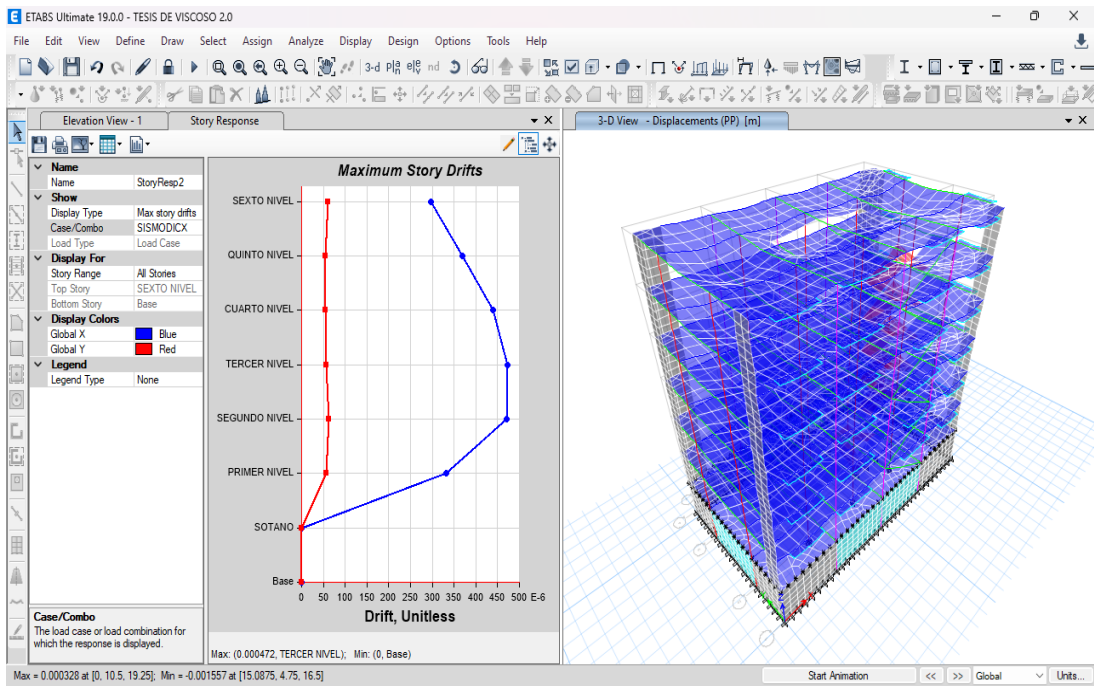 ETABS Ultimate 19.0.0 - TESIS DE VISCOSO 2.0
File Edit View Define Draw Select Assign Analyze Display Design Options Tools Help
3-d nd
Elevation View - 1 Story Response
3-D View - Displacements (PP) [m]
Name
Name StoryResp2
Show
Display Type Max story drifts
Case/Combo SISMODICX
Load Type Load Case
Display For
Story Range All Stories
Top Story SEXTO NIVEL
Bottom Story Base
Display Colors
Global X Blue
Global Y Red
Legend
Legend Type None
Case/Combo
The load case or load combination for
which the response is displayed.
Maximum Story Drifts
SEXTO NIVEL
QUINTO NIVEL
CUARTO NIVEL
TERCER NIVEL
SEGUNDO NIVEL
PRIMER NIVEL
SOTANO
Base
0 50 100 150 200 250 300 350 400 450 500 E-6
Drift, Unitless
Max: (0.000472, TERCER NIVEL); Min: (0, Base)
Max = 0.000328 at [0, 10.5, 19.25]; Min = -0.001557 at [15.0875, 4.75, 16.5]
Start Animation << >> Global Units...